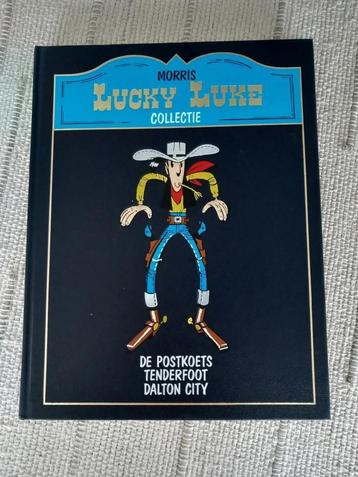 MORRIS
LUCKY LUKE
COLLECTIE
DE POSTKOETS
TENDERFOOT
DALTON CITY